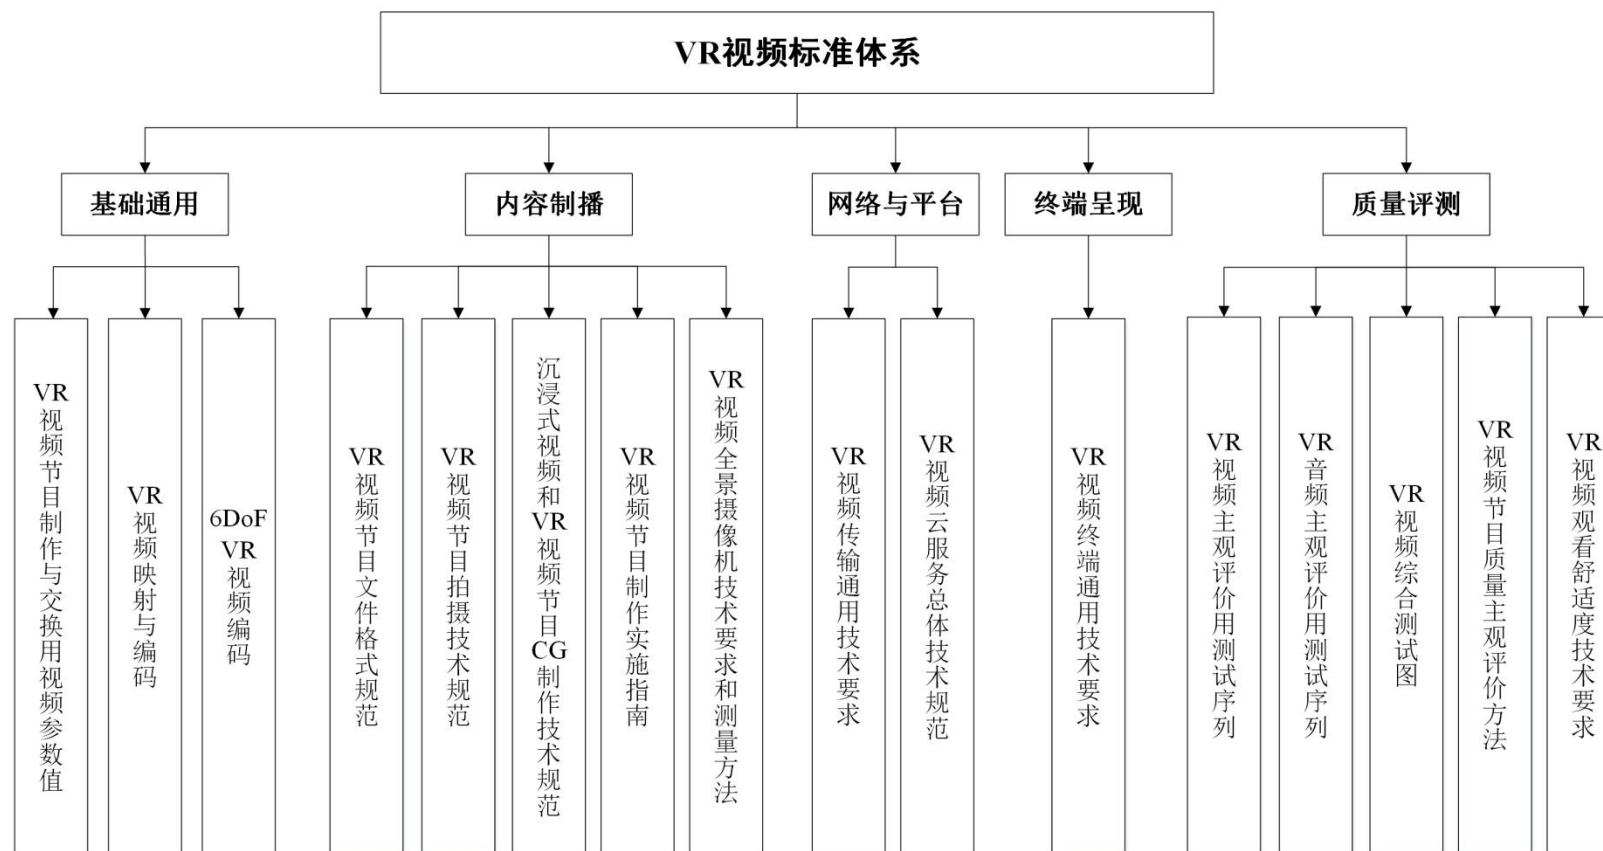 VR视频标准体系
基础通用
内容制播
网络与平台
终端呈现
质量评测
VR视频节目制作与交换用视频参数值
VR视频映射与编码
6DoF VR视频编码
VR视频节目文件格式规范
VR视频节目拍摄技术规范
沉浸式视频和VR视频节目CG制作技术规范
VR视频节目制作实施指南
VR视频全景摄像机技术要求和测量方法
VR视频传输通用技术要求
VR视频云服务总体技术规范
VR视频终端通用技术要求
VR视频主观评价用测试序列
VR音频主观评价用测试序列
VR视频综合测试图
VR视频节目质量主观评价方法
VR视频观看舒适度技术要求